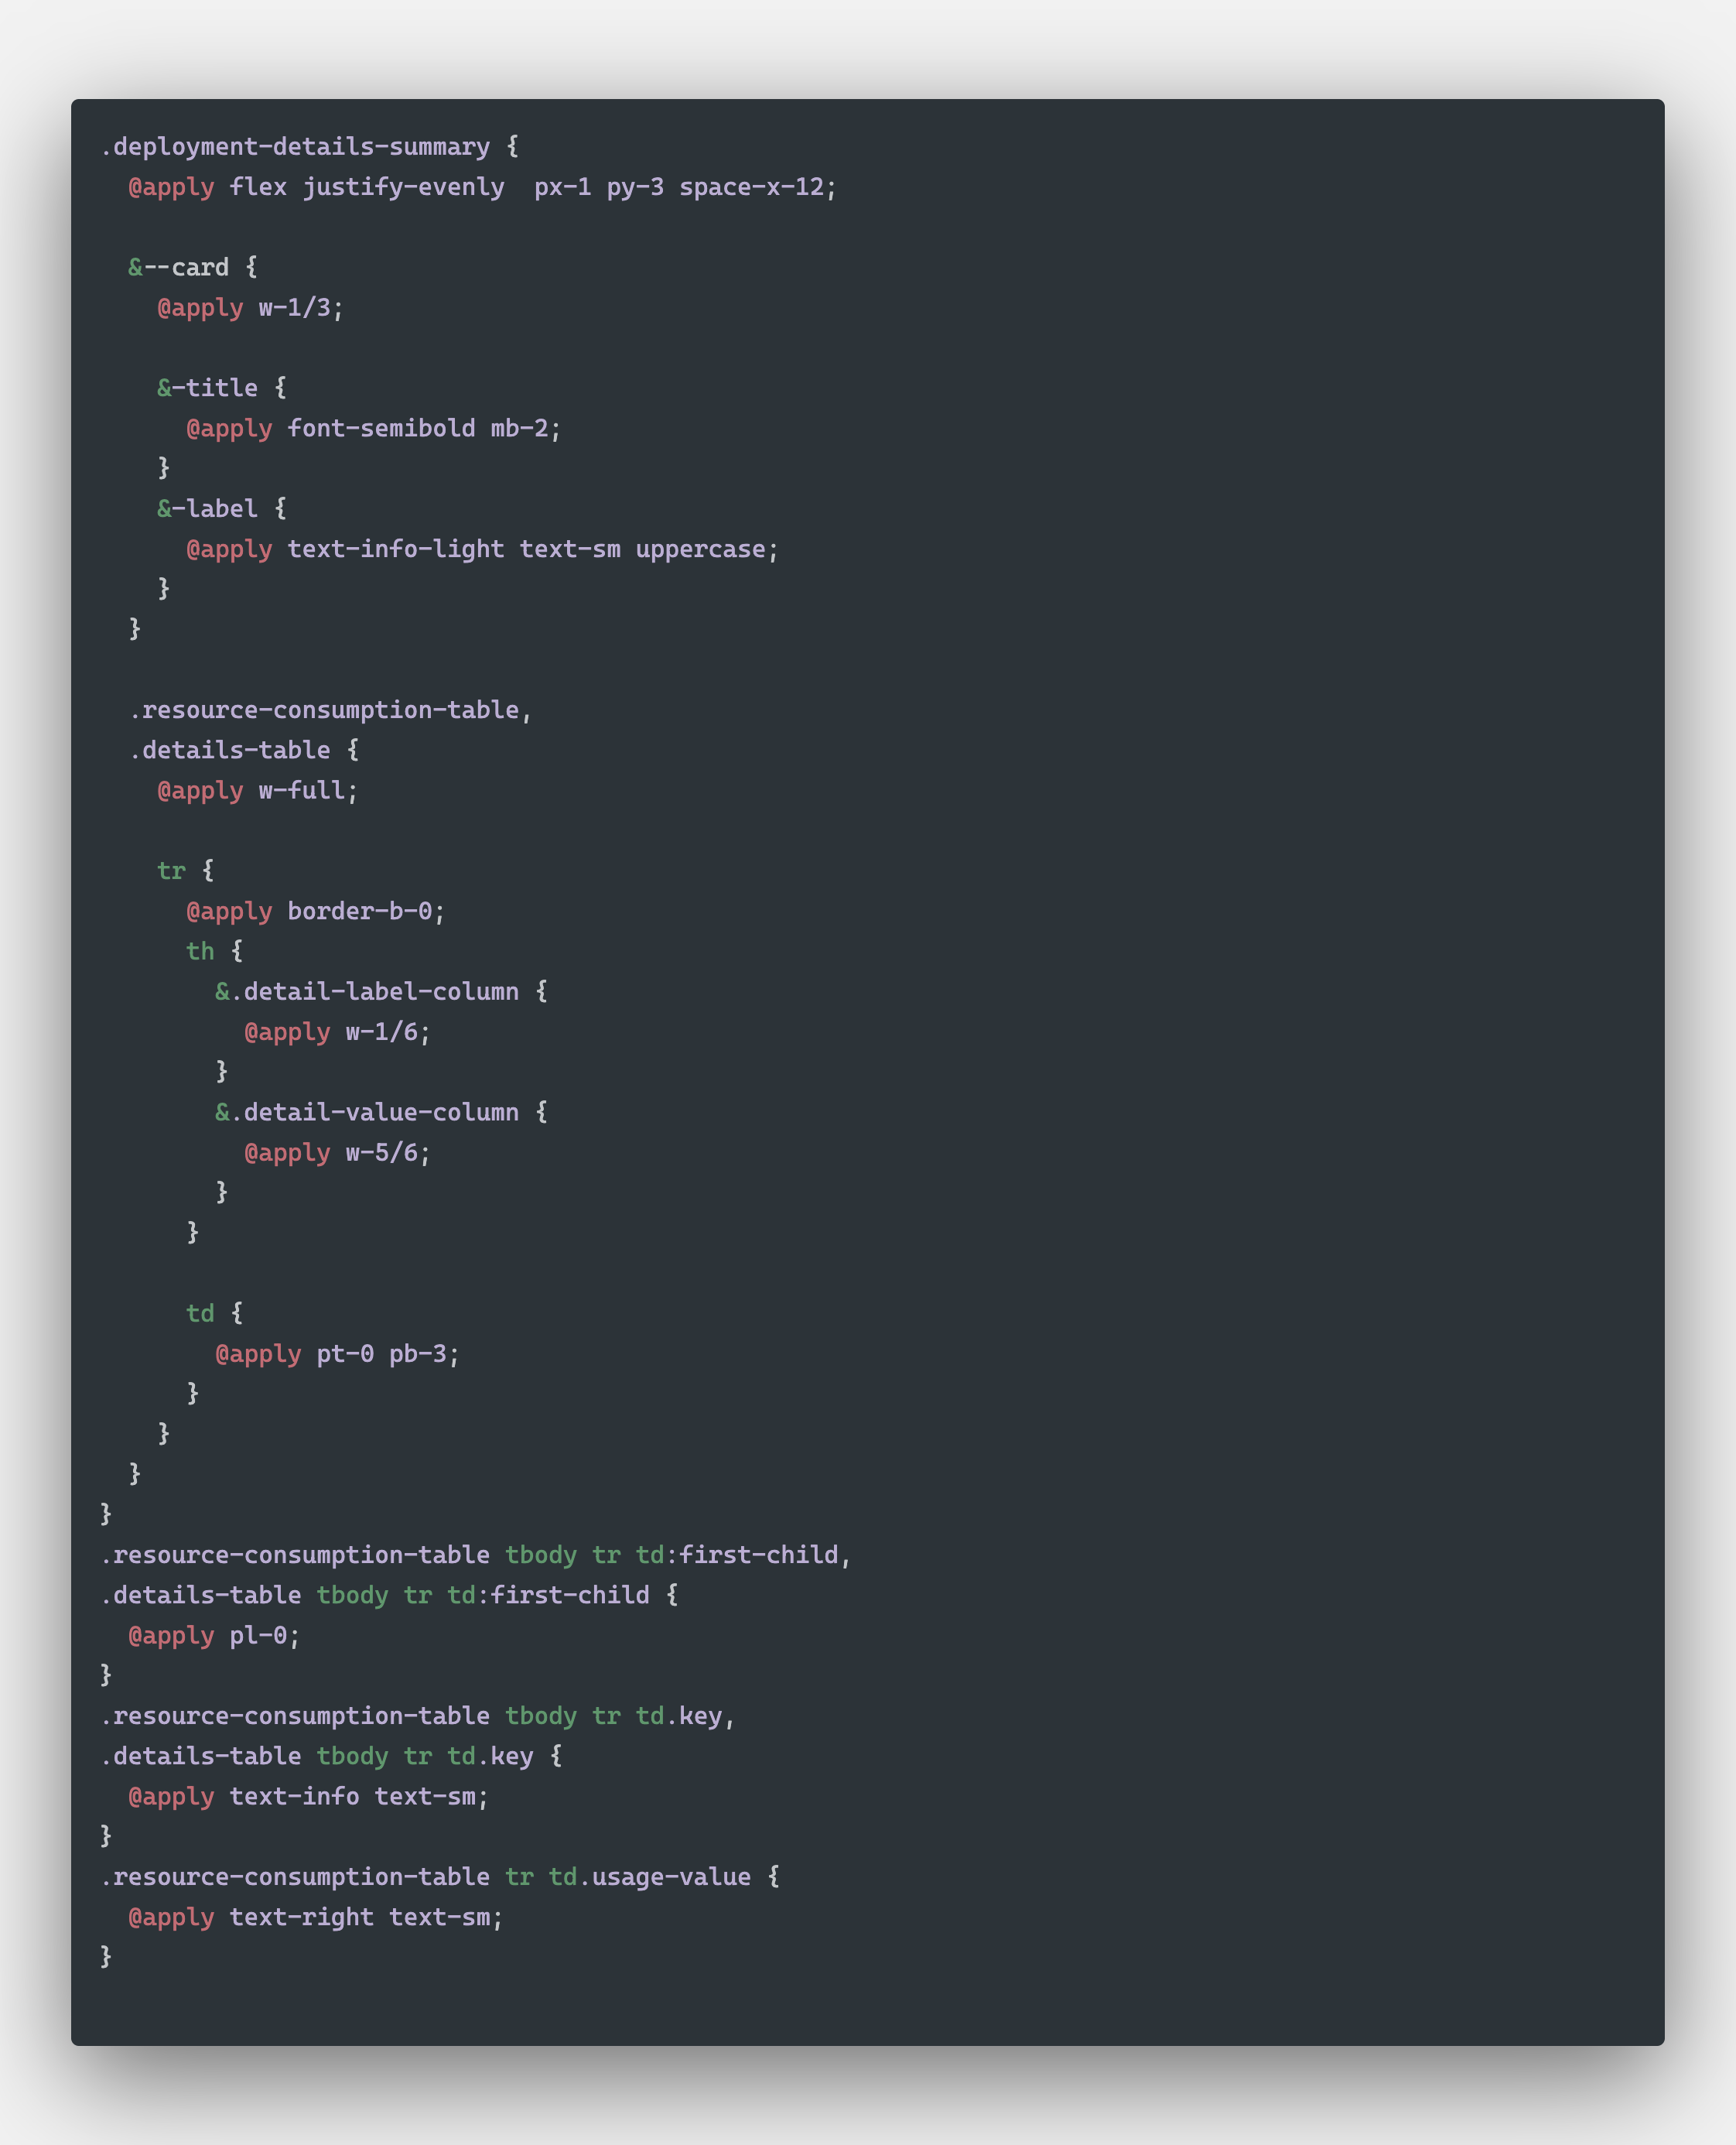 .deployment-details-summary {
  @apply flex justify-evenly  px-1 py-3 space-x-12;

  &--card {
    @apply w-1/3;

    &-title {
      @apply font-semibold mb-2;
    }
    &-label {
      @apply text-info-light text-sm uppercase;
    }
  }

  .resource-consumption-table,
  .details-table {
    @apply w-full;

    tr {
      @apply border-b-0;
      th {
        &.detail-label-column {
          @apply w-1/6;
        }
        &.detail-value-column {
          @apply w-5/6;
        }
      }

      td {
        @apply pt-0 pb-3;
      }
    }
  }
}
.resource-consumption-table tbody tr td:first-child,
.details-table tbody tr td:first-child {
  @apply pl-0;
}
.resource-consumption-table tbody tr td.key,
.details-table tbody tr td.key {
  @apply text-info text-sm;
}
.resource-consumption-table tr td.usage-value {
  @apply text-right text-sm;
}